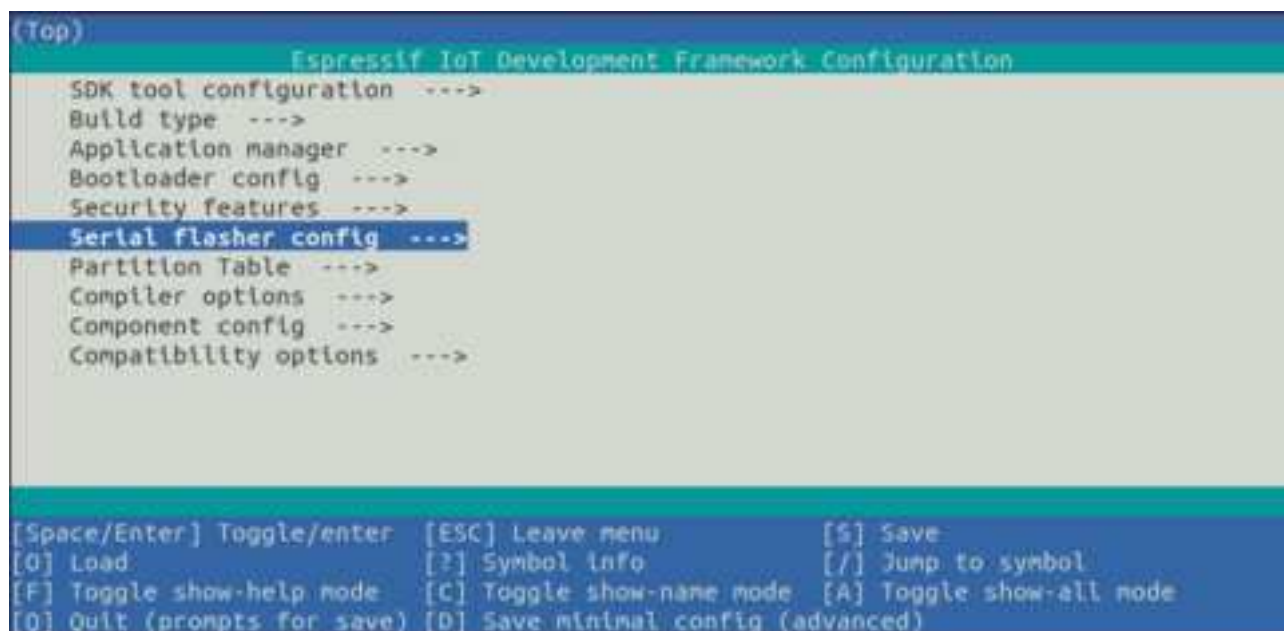 (Top)
Espressif IoT Development Framework Configuration
SDK tool configuration --->
Build type --->
Application manager --->
Bootloader config --->
Security features --->
Serial flasher config --->
Partition Table --->
Compiler options --->
Component config --->
Compatibility options --->
[Space/Enter] Toggle/enter [ESC] Leave menu [S] Save
[O] Load [?] Symbol info [/] Jump to symbol
[F] Toggle show-help mode [C] Toggle show-name mode [A] Toggle show-all mode
[Q] Quit (prompts for save) [D] Save minimal config (advanced)